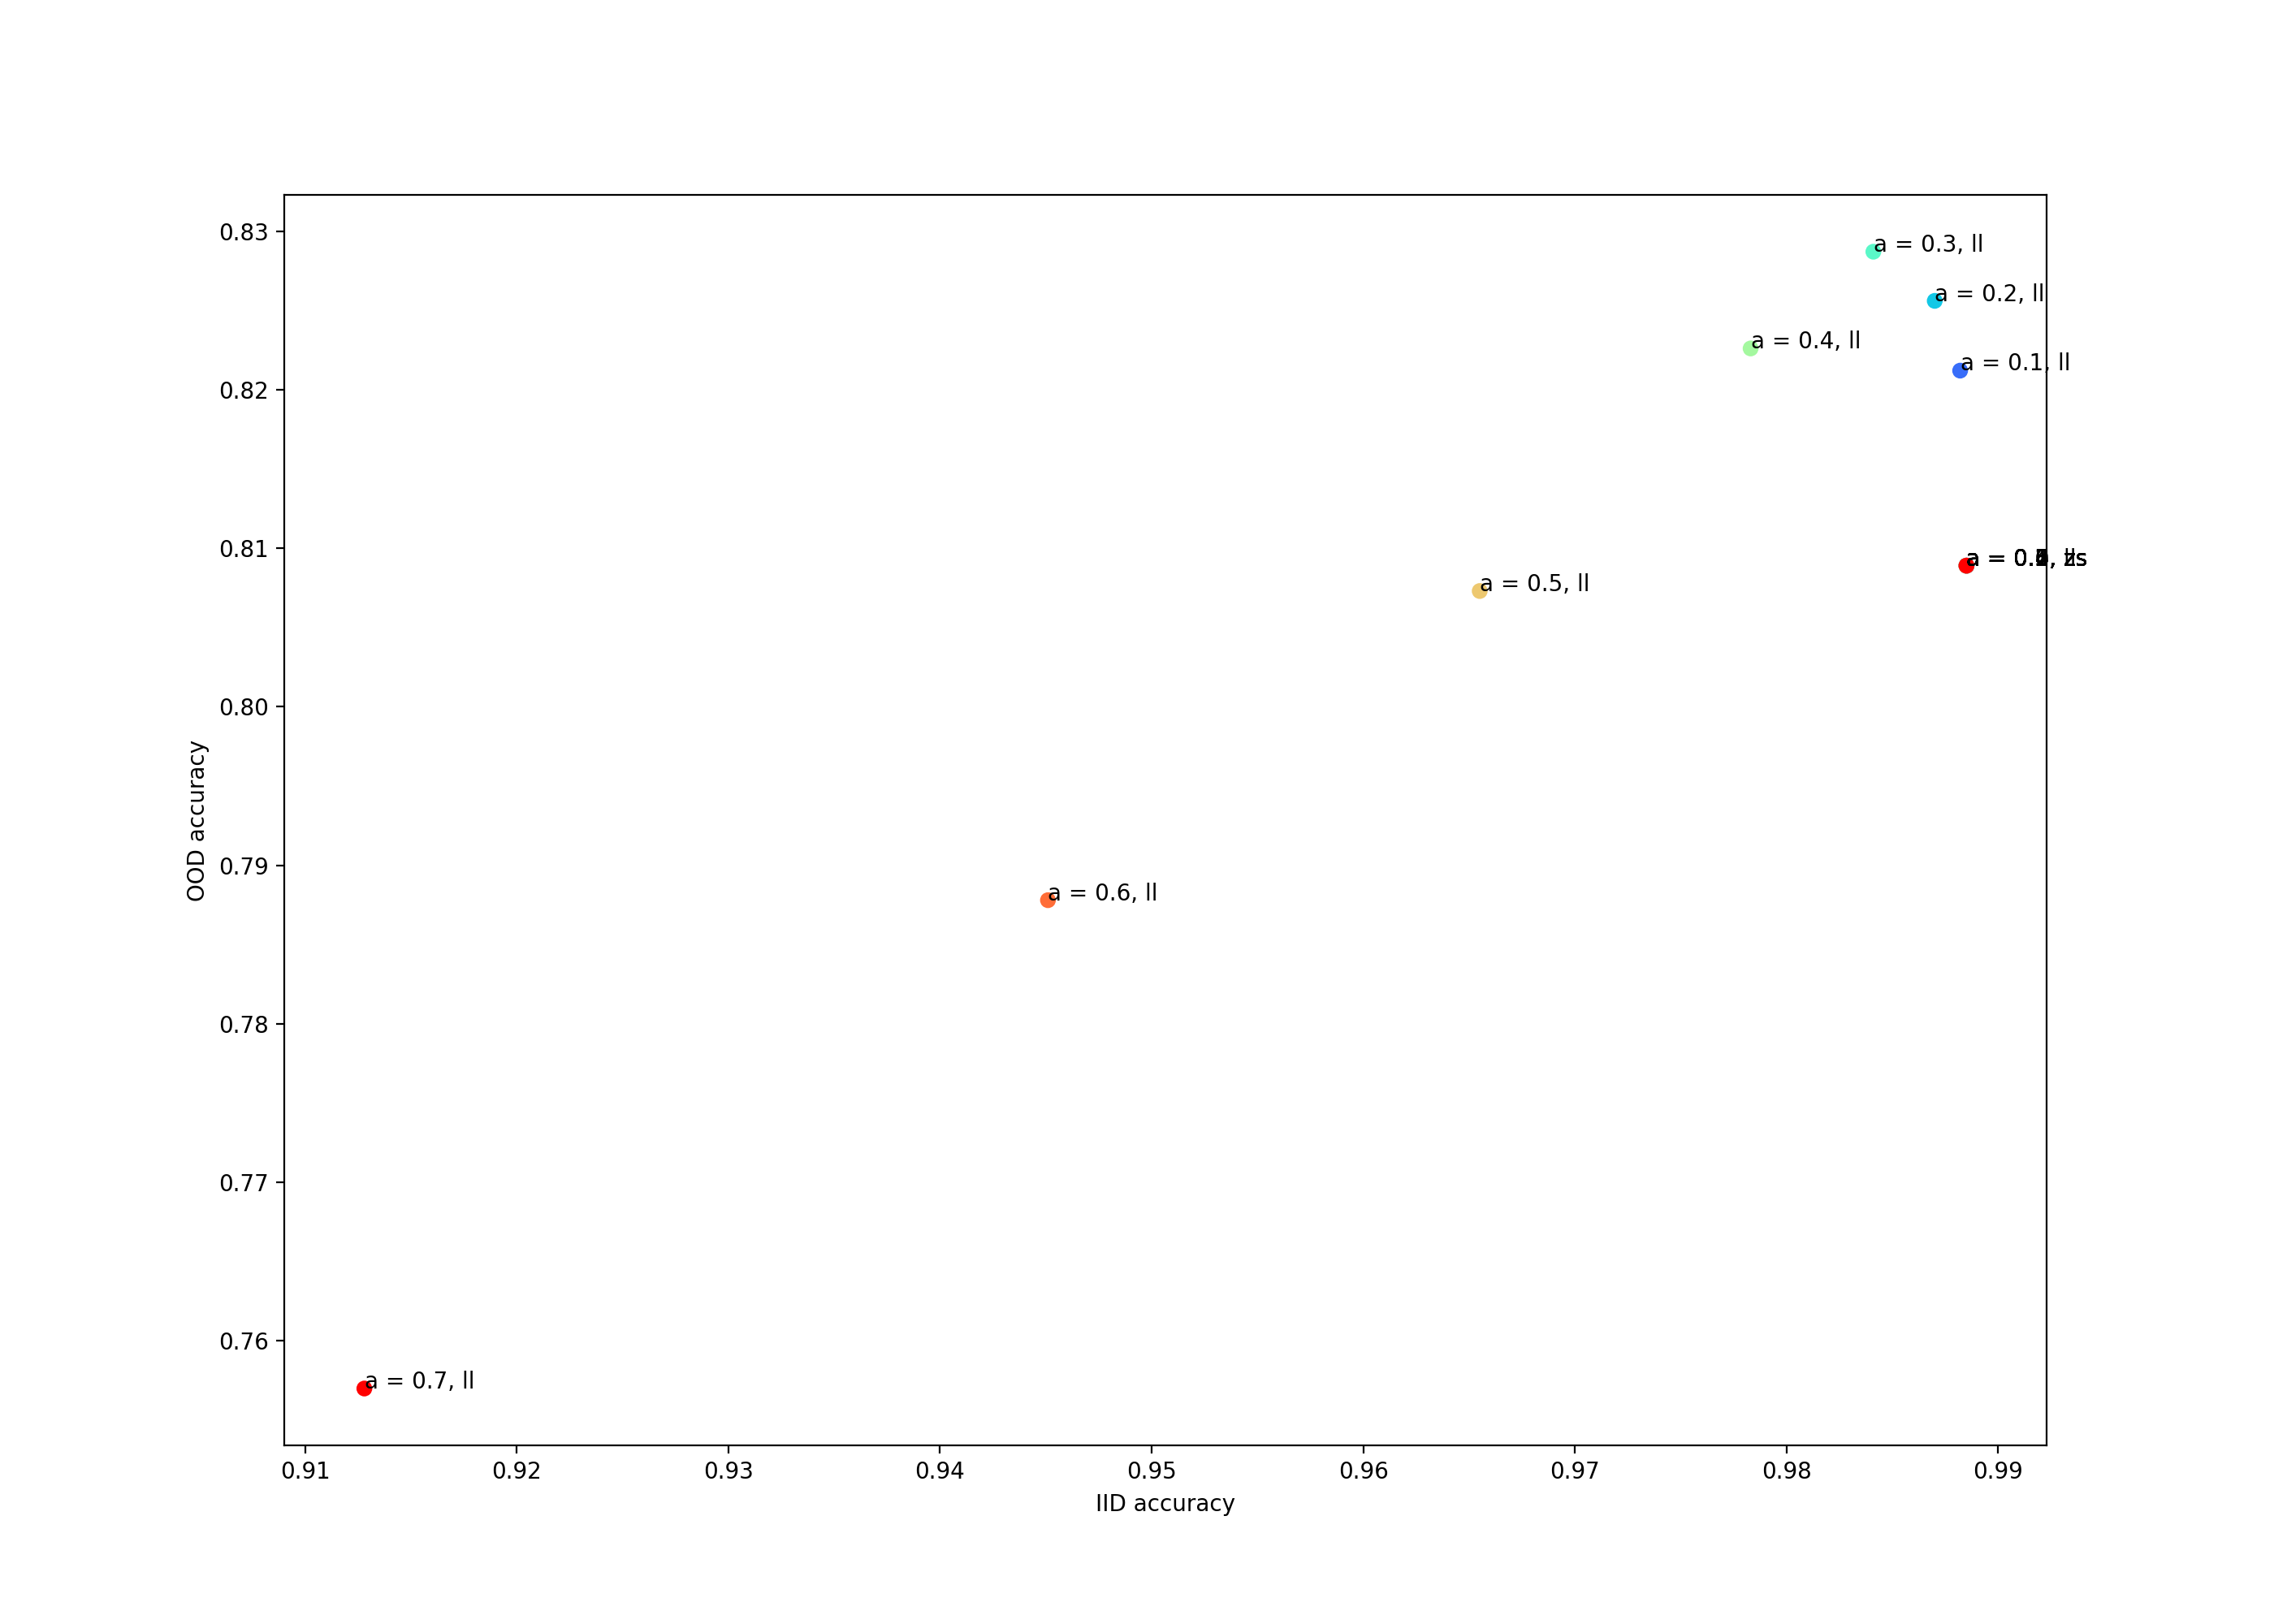 0.83
a = 0.3, ll
a = 0.2, ll
a = 0.4, ll
a = 0.1, ll
0.82
0.81
a = 0.5, ll
0.80
OOD accuracy
0.79
a = 0.6, ll
0.78
0.77
0.76
a = 0.7, ll
0.91 0.92 0.93 0.94 0.95 0.96 0.97 0.98 0.99
IID accuracy